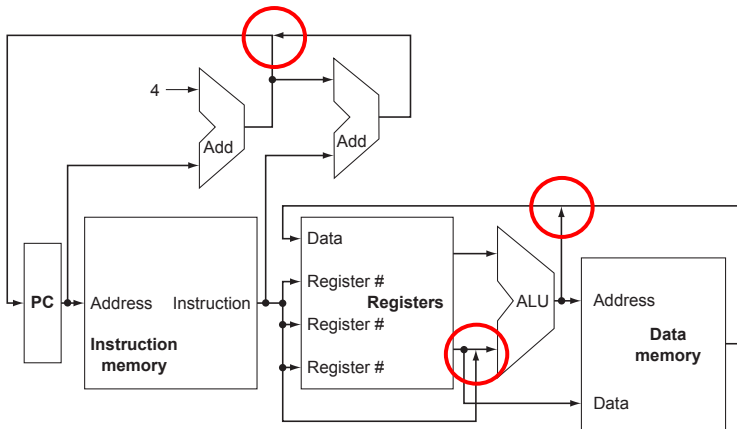 4
Add
Add
Data
Register #
Register #
Register #
Registers
PC
Address
Instruction
Instruction
memory
ALU
Address
Data
memory
Data